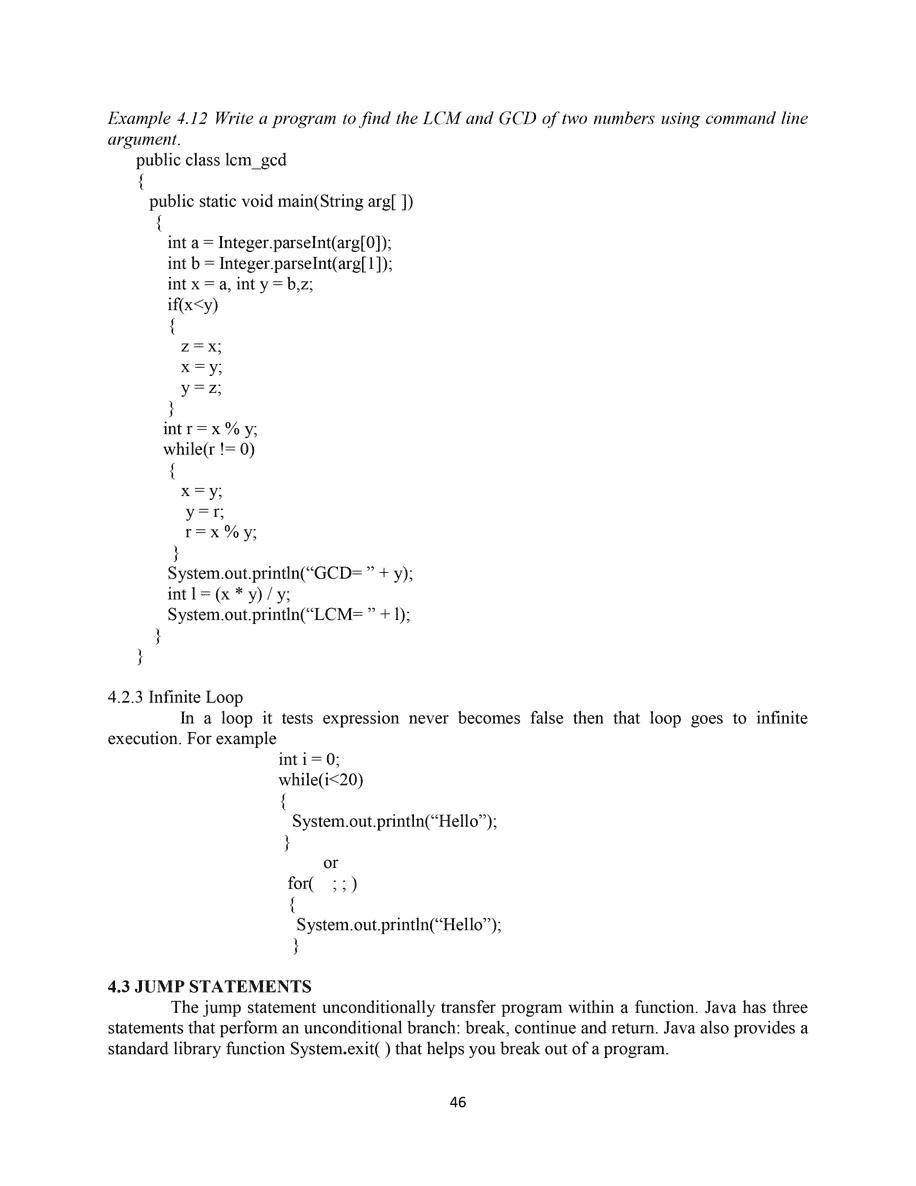 Example 4.12 Write a program to find the LCM and GCD of two numbers using command line
argument.
public class lcm_gcd
{
public static void main(String arg[ ])
{
int a = Integer.parseInt(arg[0]);
int b = Integer.parseInt(arg[1]);
int x = a, int y = b,z;
if(x<y)
{
z = x;
x = y;
y = z;
}
int r = x % y;
while(r != 0)
{
x = y;
y = r;
r = x % y;
}
System.out.println(“GCD= ” + y);
int l = (x * y) / y;
System.out.println(“LCM= ” + l);
}
}
4.2.3 Infinite Loop
In a loop it tests expression never becomes false then that loop goes to infinite
execution. For example
int i = 0;
while(i<20)
{
System.out.println(“Hello”);
}
or
for( ; ; )
{
System.out.println(“Hello”);
}
4.3 JUMP STATEMENTS
The jump statement unconditionally transfer program within a function. Java has three
statements that perform an unconditional branch: break, continue and return. Java also provides a
standard library function System.exit( ) that helps you break out of a program.
46